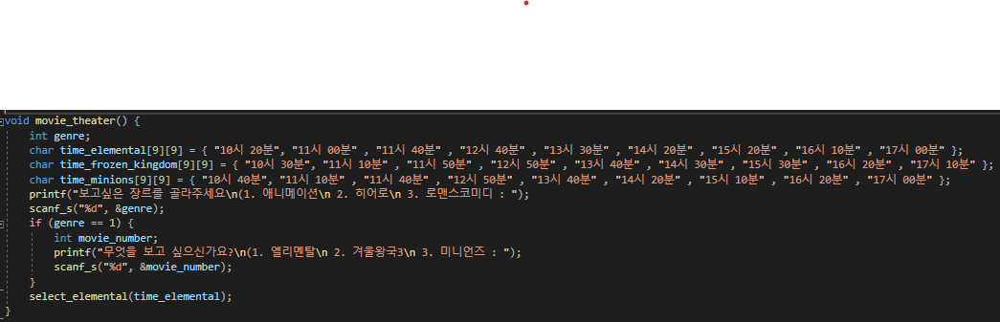 void movie_theater() {
int genre;
char time_elemental[9][9] = { "10시 20분", "11시 00분" , "11시 40분" , "12시 40분" , "13시 30분" , "14시 20분" , "15시 20분" , "16시 10분" , "17시 00분" };
char time_frozen_kingdom[9][9] = { "10시 30분", "11시 10분" , "11시 50분" , "12시 50분" , "13시 40분" , "14시 30분" , "15시 30분" , "16시 20분" , "17시 10분" };
char time_minions[9][9] = { "10시 40분", "11시 10분" , "11시 40분" , "12시 50분" , "13시 40분" , "14시 20분" , "15시 10분" , "16시 20분" , "17시 00분" };
printf("보고싶은 장르를 골라주세요\n(1. 애니메이션\n 2. 히어로\n 3. 로맨스코미디 : ");
scanf_s("%d", &genre);
if (genre == 1) {
int movie_number;
printf("무엇을 보고 싶으신가요?\n(1. 엘리멘탈\n 2. 겨울왕국3\n 3. 미니언즈 : ");
scanf_s("%d", &movie_number);
}
select_elemental(time_elemental);
}